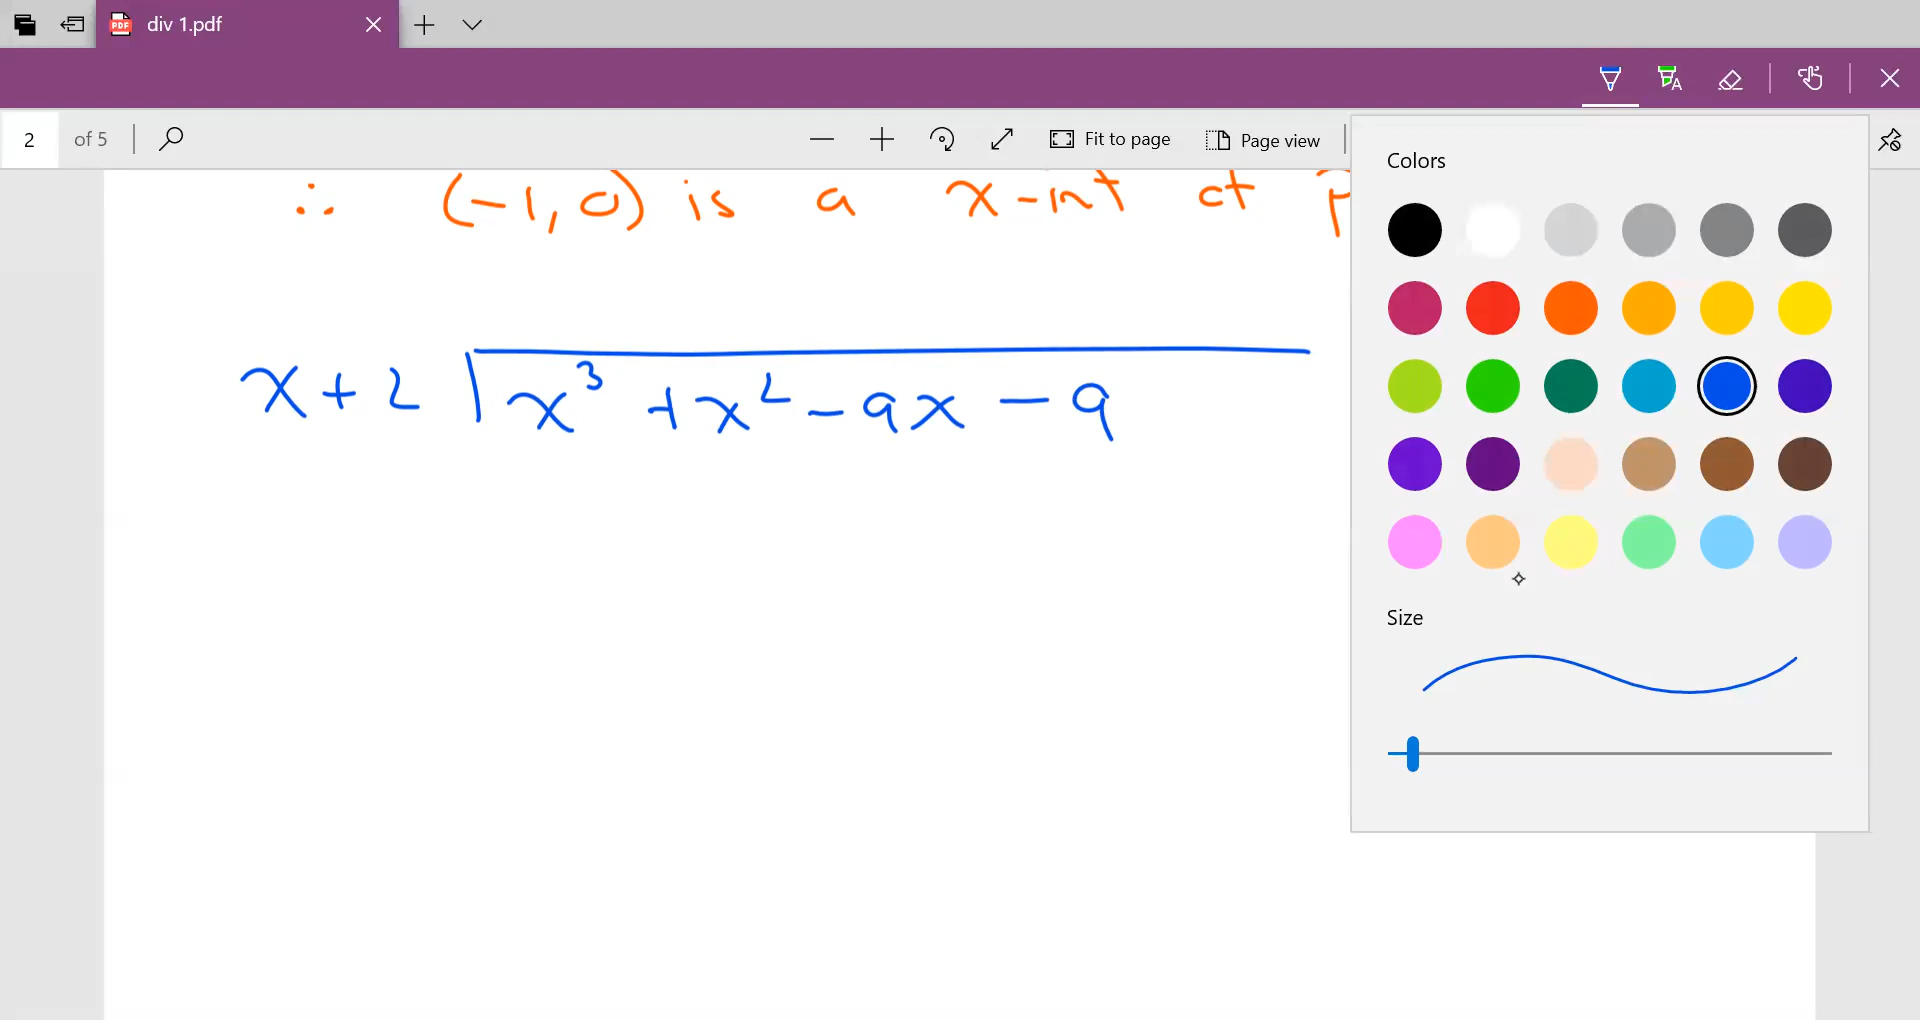 div 1.pdf
2 of 5
Fit to page
Page view
Colors
∴ (-1, 0) is a x-int at p
x + 2 x³ + x² - 9x - 9
Size